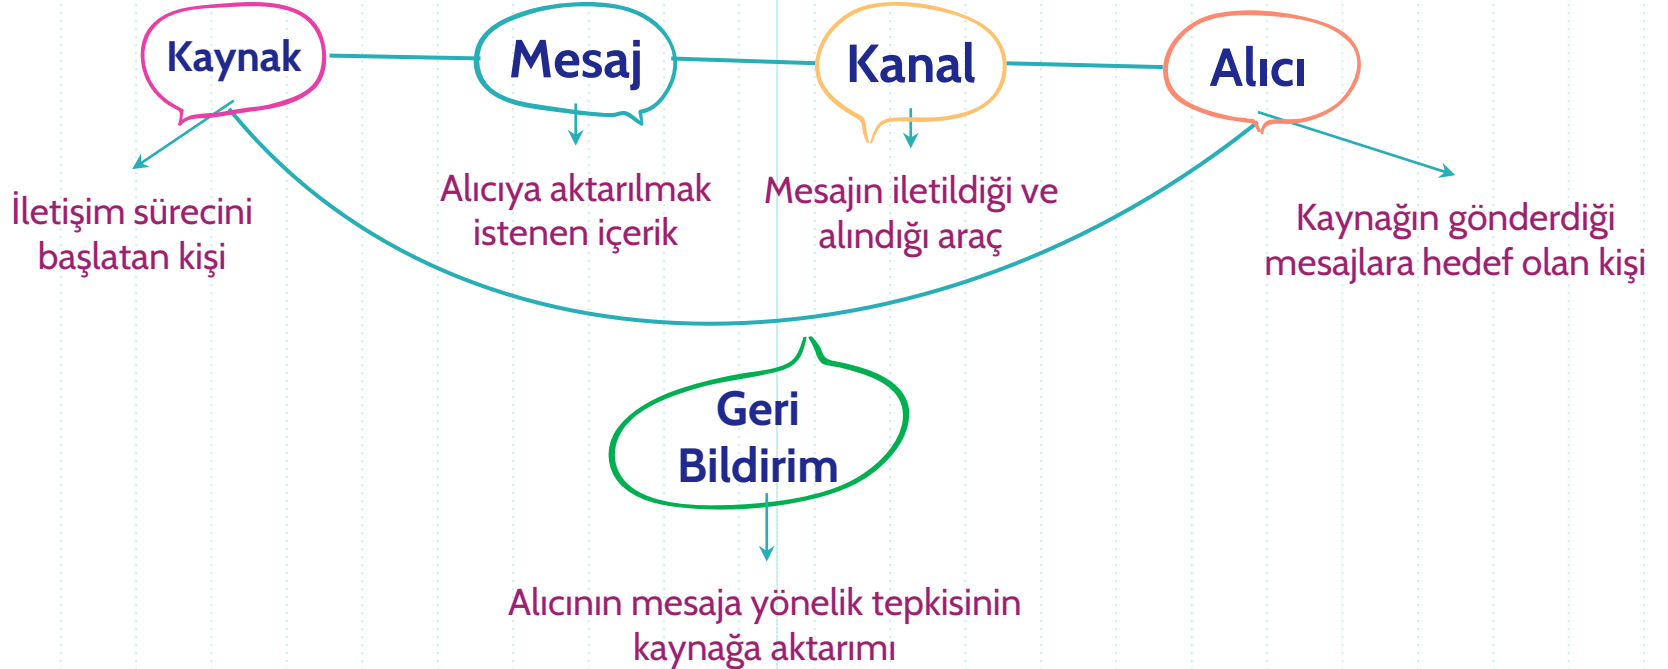 Kaynak
Mesaj
Kanal
Alıcı
İletişim sürecini
başlatan kişi
Alıcıya aktarılmak
istenen içerik
Mesajın iletildiği ve
alındığı araç
Kaynağın gönderdiği
mesajlara hedef olan kişi
Geri
Bildirim
Alıcının mesaja yönelik tepkisinin
kaynağa aktarımı